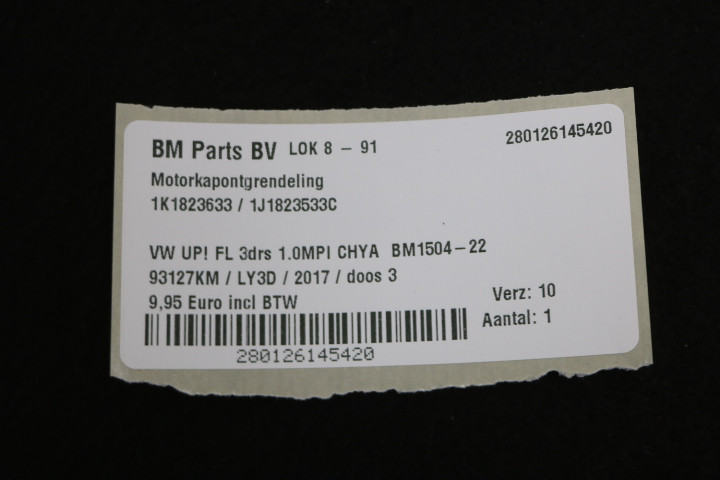 BM Parts BV LOK 8 - 91
280126145420
Motorkapontgrendeling
1K1823633 / 1J1823533C
VW UP! FL 3drs 1.0MPI CHYA BM1504-22
93127KM / LY3D / 2017 / doos 3
9,95 Euro incl BTW
Verz: 10
Aantal: 1
280126145420